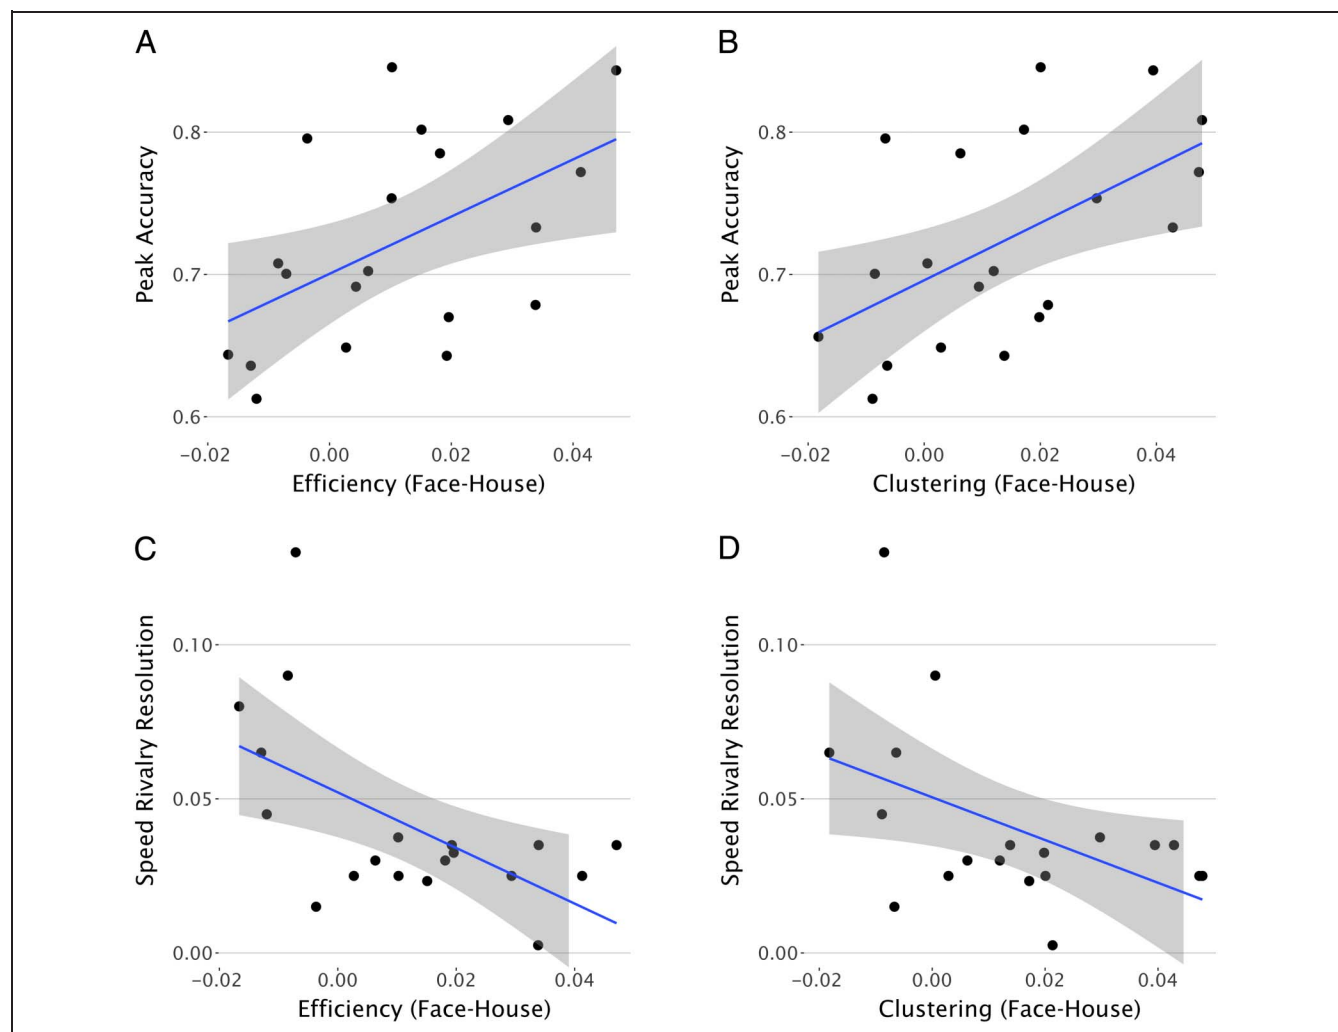 A
B
Peak Accuracy
0.8
0.7
0.6
−0.02 0.00 0.02 0.04
Efficiency (Face-House)
Peak Accuracy
0.8
0.7
0.6
−0.02 0.00 0.02 0.04
Clustering (Face-House)
C
D
Speed Rivalry Resolution
0.10
0.05
0.00
−0.02 0.00 0.02 0.04
Efficiency (Face-House)
Speed Rivalry Resolution
0.10
0.05
0.00
−0.02 0.00 0.02 0.04
Clustering (Face-House)